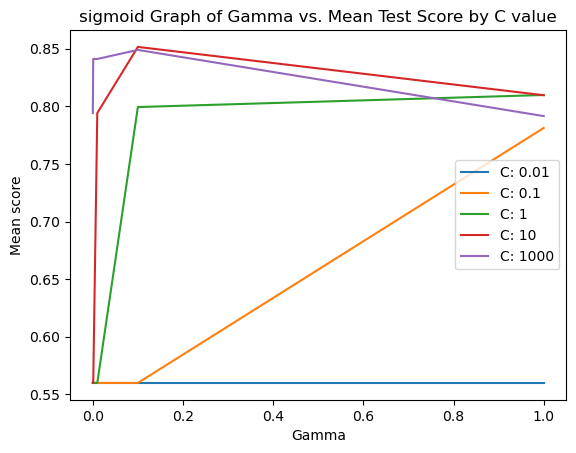 sigmoid Graph of Gamma vs. Mean Test Score by C value
0.85
0.80
0.75
0.70
0.65
0.60
0.55
Mean score
C: 0.01
C: 0.1
C: 1
C: 10
C: 1000
0.0 0.2 0.4 0.6 0.8 1.0
Gamma